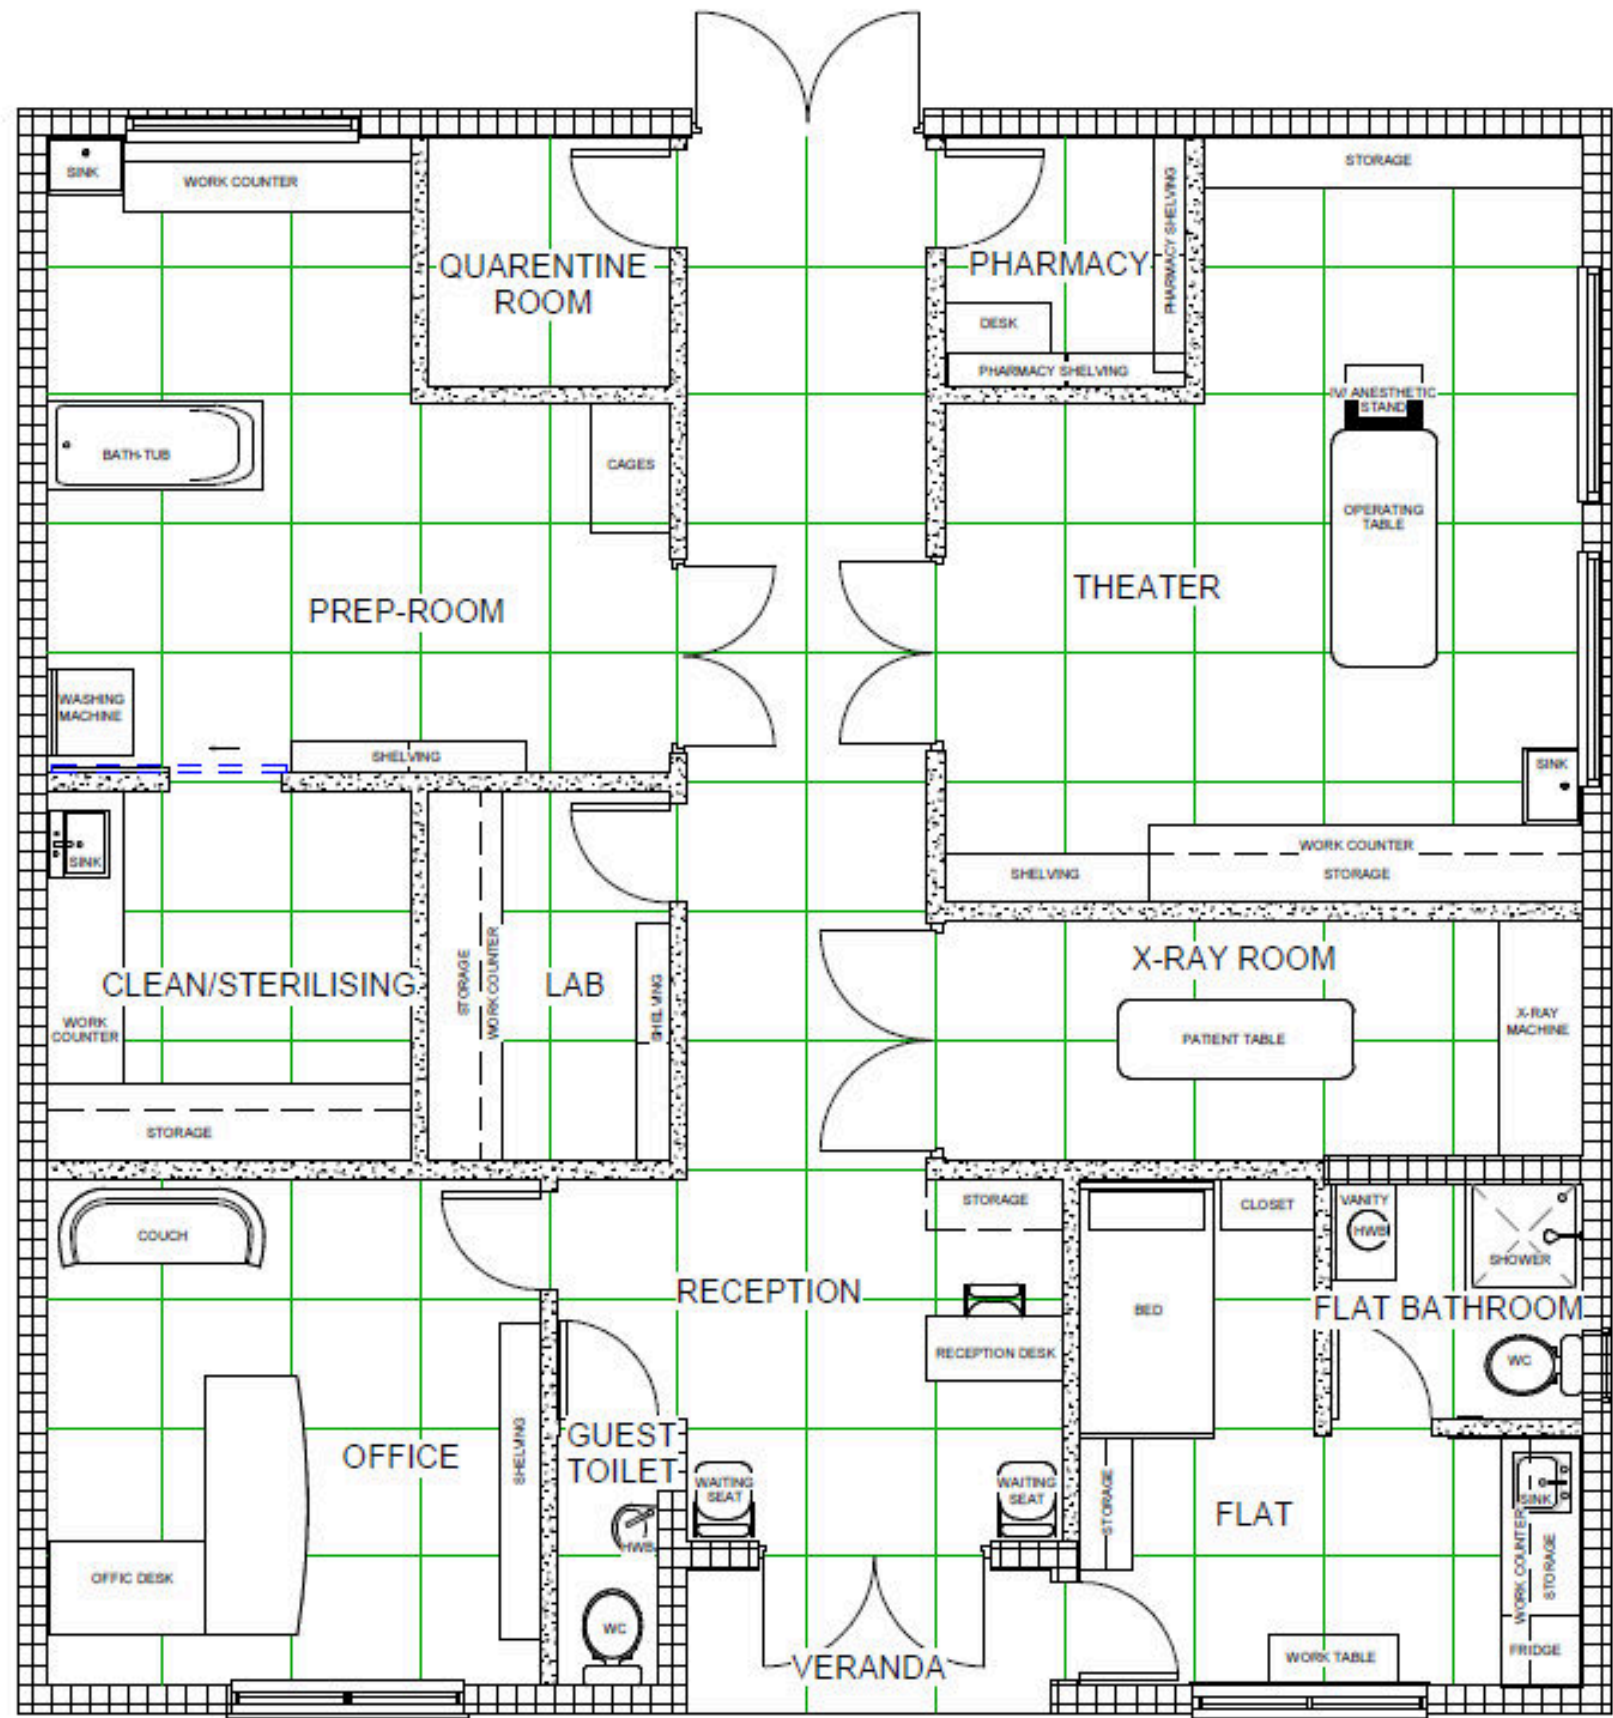 SINK
WORK COUNTER
QUARENTINE
ROOM
PHARMACY
PHARMACY SHELVING
DESK
PHARMACY SHELVING
STORAGE
IV/ ANESTHETIC
STAND
OPERATING
TABLE
BATH-TUB
CAGES
PREP-ROOM
THEATER
WASHING
MACHINE
SHELVING
SINK
WORK COUNTER
STORAGE
SHELVING
SINK
CLEAN/STERILISING
WORK
COUNTER
STORAGE
STORAGE
WORK COUNTER
LAB
SHELVING
X-RAY ROOM
PATIENT TABLE
X-RAY
MACHINE
COUCH
STORAGE
RECEPTION
RECEPTION DESK
BED
CLOSET
VANITY
HWB
SHOWER
FLAT BATHROOM
WC
OFFICE
SHELVING
OFFIC DESK
GUEST
TOILET
HWB
WC
WAITING
SEAT
WAITING
SEAT
VERANDA
STORAGE
FLAT
SINK
WORK COUNTER
STORAGE
FRIDGE
WORK TABLE